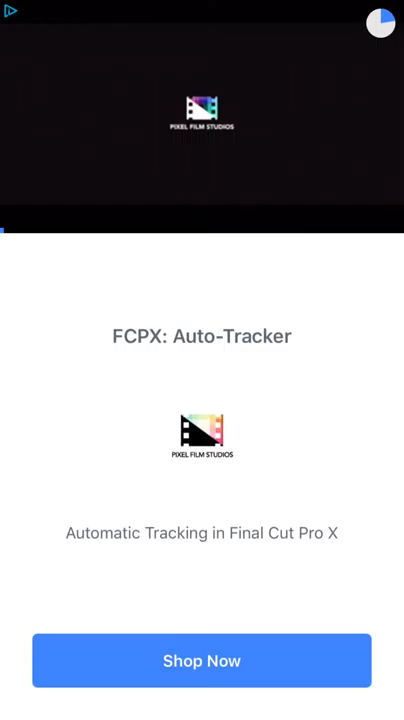 PIXEL FILM STUDIOS
FCPX: Auto-Tracker
PIXEL FILM STUDIOS
Automatic Tracking in Final Cut Pro X
Shop Now